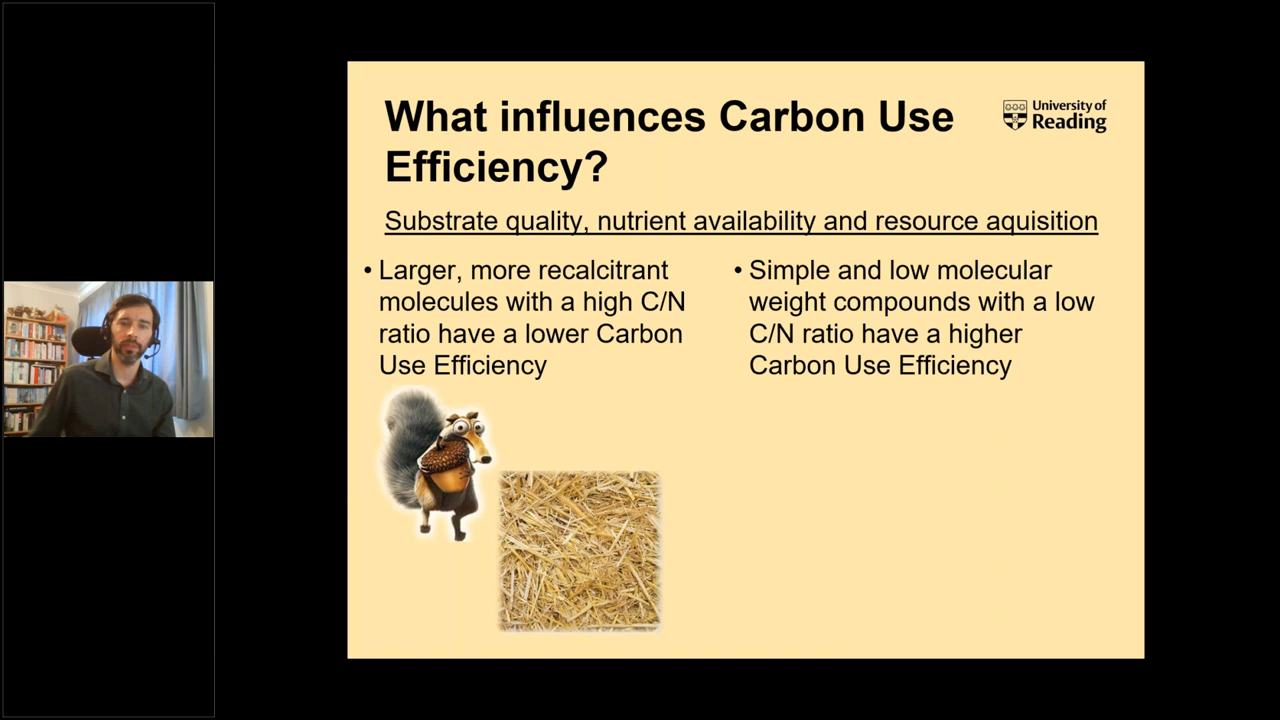 What influences Carbon Use
Efficiency?
University of
Reading
Substrate quality, nutrient availability and resource aquisition
• Larger, more recalcitrant
molecules with a high C/N
ratio have a lower Carbon
Use Efficiency
• Simple and low molecular
weight compounds with a low
C/N ratio have a higher
Carbon Use Efficiency